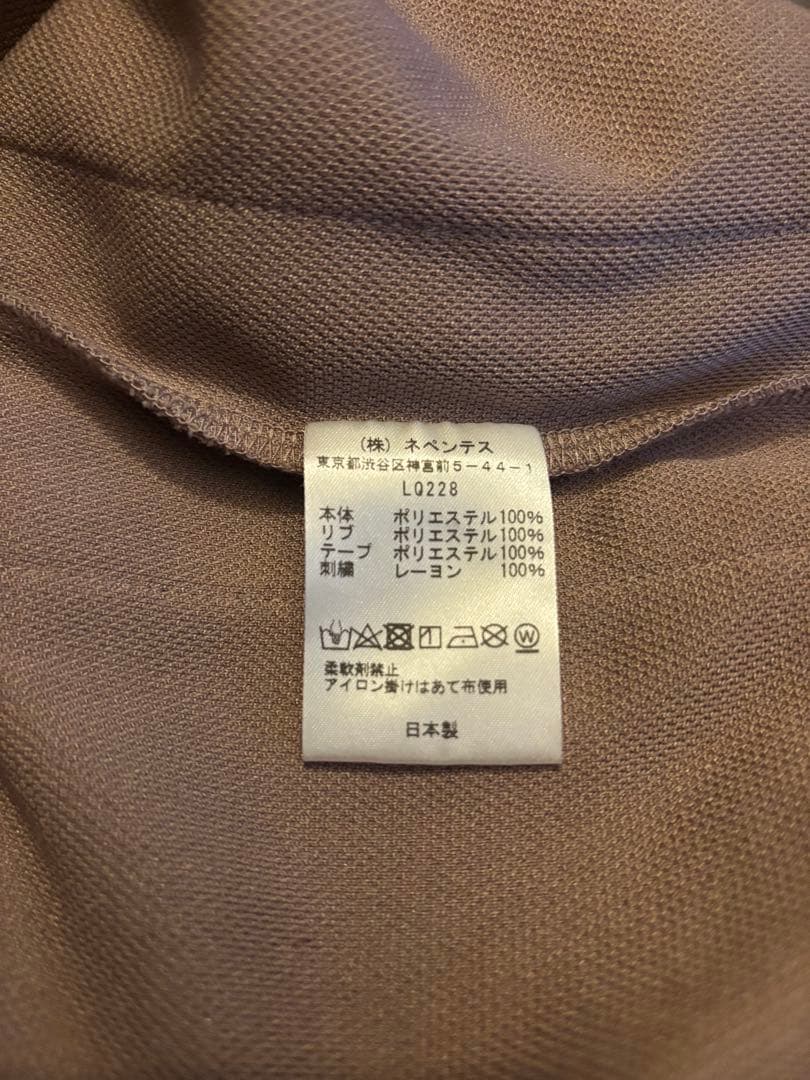 （株）ネペンテス
東京都渋谷区神宮前5-44-1
LQ228
本体 ポリエステル100%
リブ ポリエステル100%
テープ ポリエステル100%
刺繍 レーヨン 100%
W
柔軟剤禁止
アイロン掛けはあて布使用
日本製